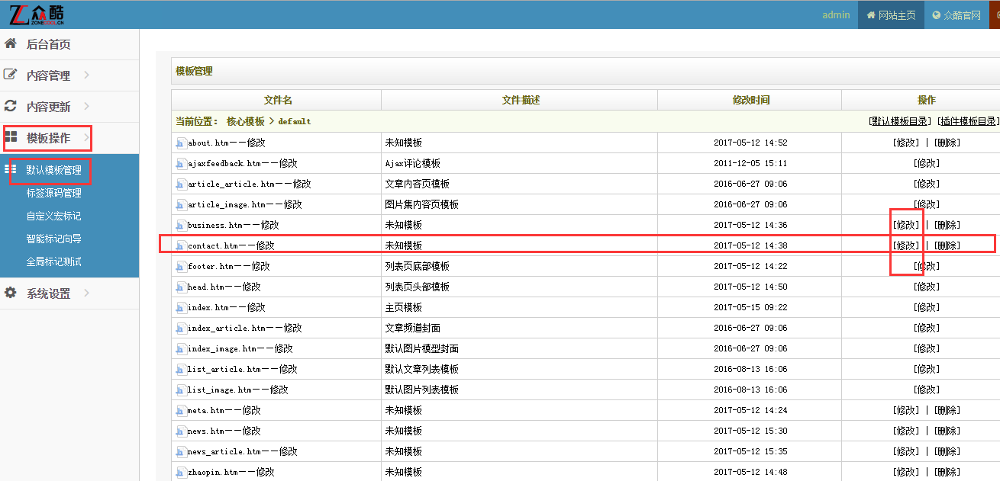 众酷
ZONECOOL.CN
admin 网站主页 众酷官网
后台首页
内容管理
内容更新
模板操作
默认模板管理
标签源码管理
自定义宏标记
智能标记向导
全局标记测试
系统设置
模板管理
文件名 文件描述 修改时间 操作
当前位置： 核心模板 > default [默认模板目录] [插件模板目录]
about.htm——修改 未知模板 2017-05-12 14:52 [修改] | [删除]
ajaxfeedback.htm——修改 Ajax评论模板 2011-12-05 15:11 [修改]
article_article.htm——修改 文章内容页模板 2016-06-27 09:06 [修改]
article_image.htm——修改 图片集内容页模板 2016-06-27 09:06 [修改]
business.htm——修改 未知模板 2017-05-12 14:36 [修改] | [删除]
contact.htm——修改 未知模板 2017-05-12 14:38 [修改] | [删除]
footer.htm——修改 列表页底部模板 2017-05-12 14:22 [修改]
head.htm——修改 列表页头部模板 2017-05-12 14:50 [修改]
index.htm——修改 主页模板 2017-05-15 09:22 [修改]
index_article.htm——修改 文章频道封面 2016-06-27 09:06 [修改]
index_image.htm——修改 默认图片模型封面 2016-06-27 09:06 [修改]
list_article.htm——修改 默认文章列表模板 2016-08-13 16:06 [修改]
list_image.htm——修改 默认图片列表模板 2016-08-13 16:06 [修改]
meta.htm——修改 未知模板 2017-05-12 14:24 [修改] | [删除]
news.htm——修改 未知模板 2017-05-12 15:30 [修改] | [删除]
news_article.htm——修改 未知模板 2017-05-12 15:35 [修改] | [删除]
zhaopin.htm——修改 未知模板 2017-05-12 14:48 [修改] | [删除]